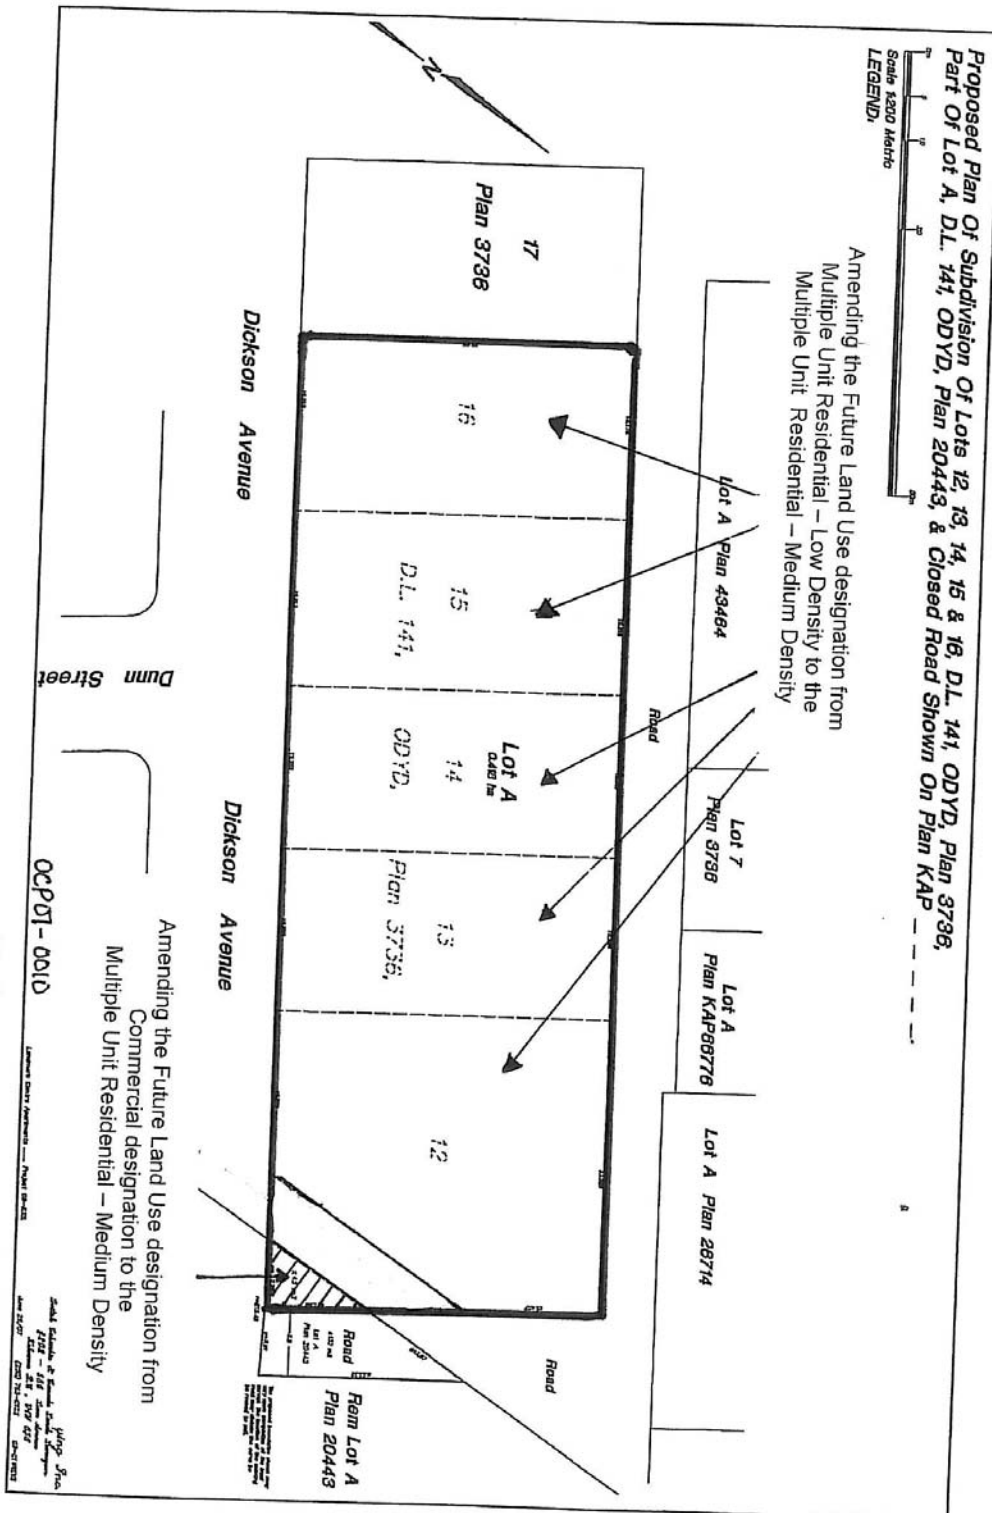 Proposed Plan Of Subdivision Of Lots 12, 13, 14, 15 & 16, D.L. 141, ODYD, Plan 3736,
Part Of Lot A, D.L. 141, ODYD, Plan 20443, & Closed Road Shown On Plan KAP _ _ _ _ _.
Scale 1:200 Metric
LEGEND:
N
Amending the Future Land Use designation from
Multiple Unit Residential – Low Density to the
Multiple Unit Residential – Medium Density
Lot A Plan 43464
Lot 7
Plan 3736
Lot A
Plan KAP86776
Lot A Plan 26714
Road
Road
17
Plan 3736
16
15
D.L. 141,
Lot A
14
ODYD,
13
Plan 3736,
12
Road
Lot A
Plan 20443
Rem Lot A
Plan 20443
Dickson Avenue
Dickson Avenue
Dunn Street
Amending the Future Land Use designation from
Commercial designation to the
Multiple Unit Residential – Medium Density
OCP07-0010